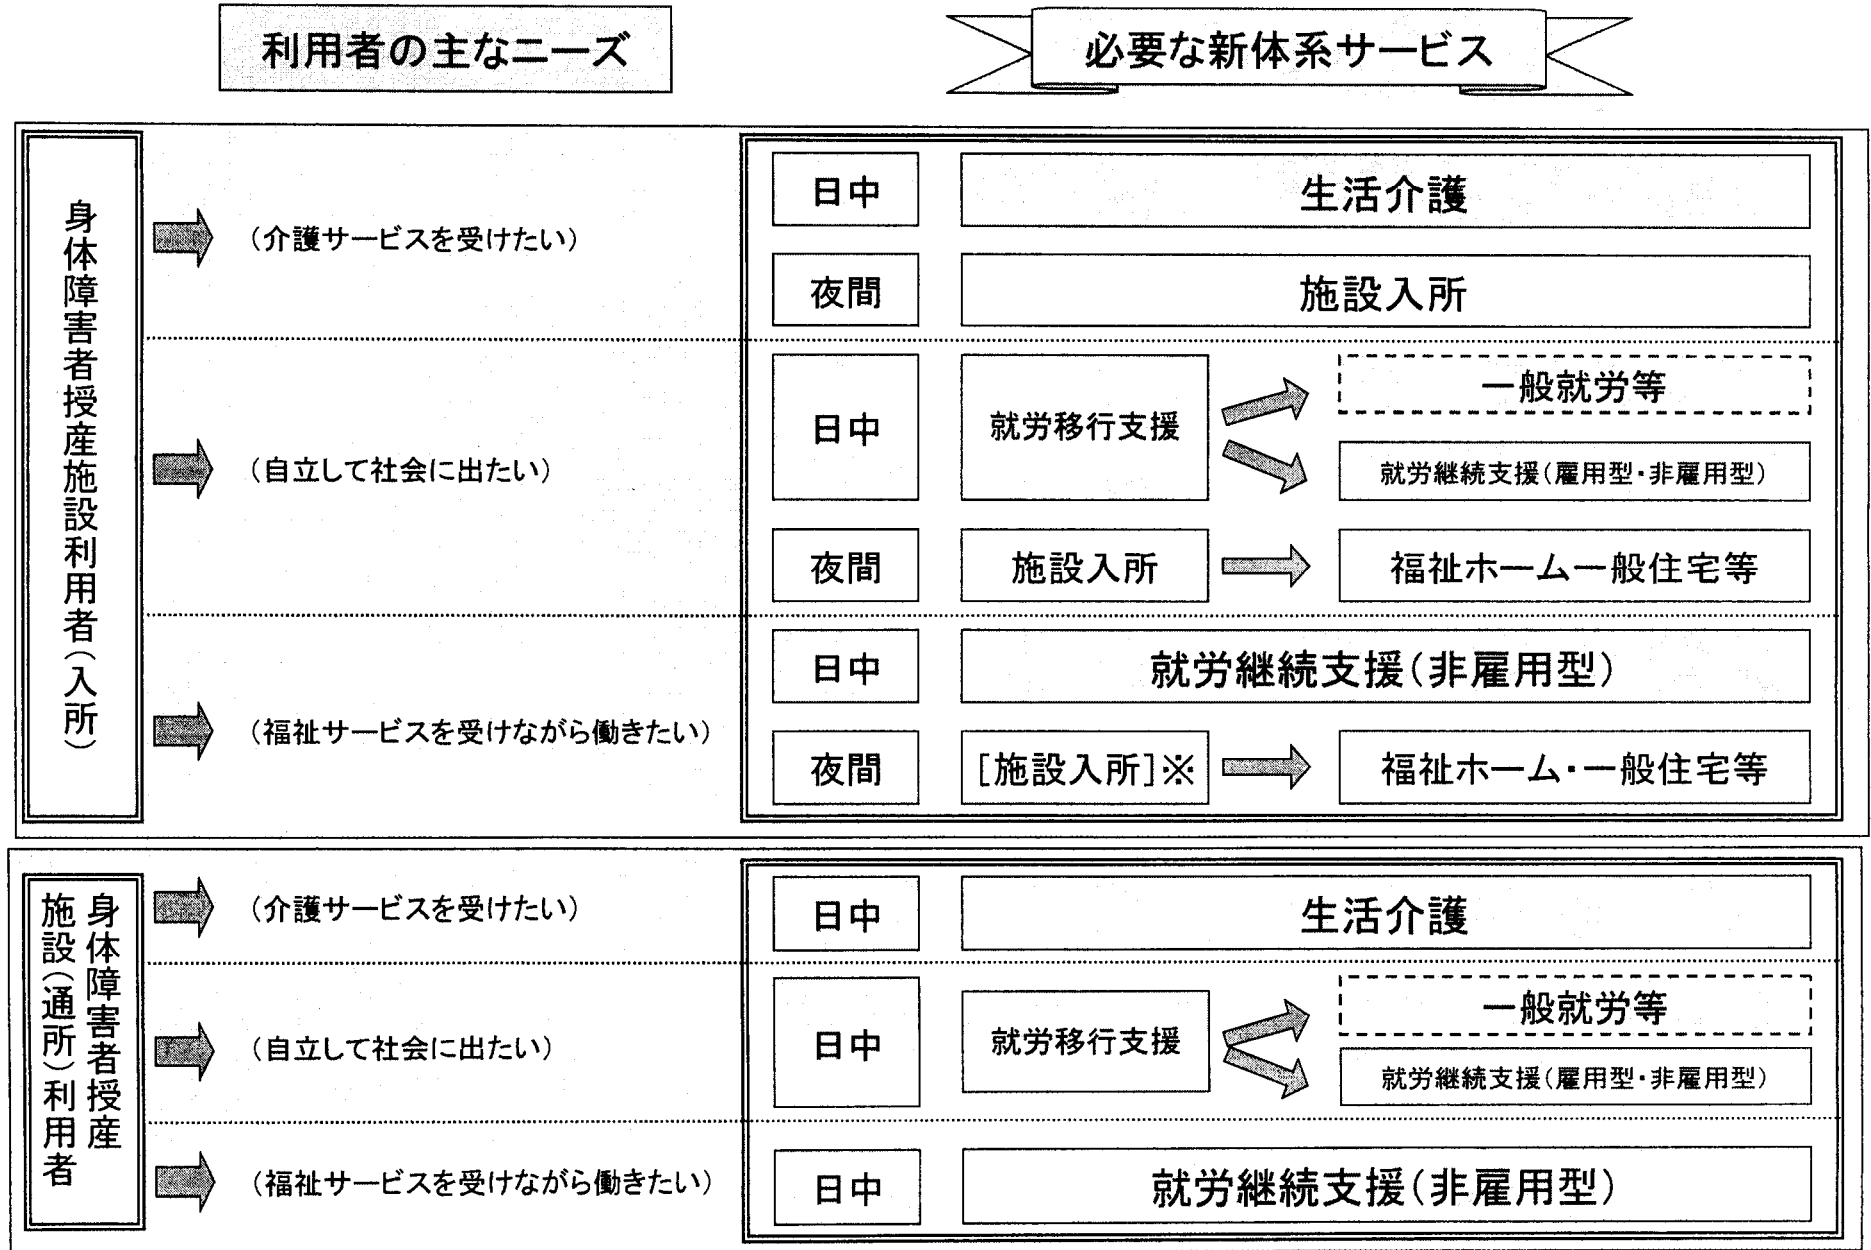 利用者の主なニーズ
必要な新体系サービス
身体障害者授産施設利用者(入所)
(介護サービスを受けたい)
日中
生活介護
夜間
施設入所
(自立して社会に出たい)
日中
就労移行支援
一般就労等
就労継続支援(雇用型・非雇用型)
夜間
施設入所
福祉ホーム一般住宅等
(福祉サービスを受けながら働きたい)
日中
就労継続支援(非雇用型)
夜間
[施設入所]※
福祉ホーム・一般住宅等
身体障害者授産
施設(通所)利用者
(介護サービスを受けたい)
日中
生活介護
(自立して社会に出たい)
日中
就労移行支援
一般就労等
就労継続支援(雇用型・非雇用型)
(福祉サービスを受けながら働きたい)
日中
就労継続支援(非雇用型)